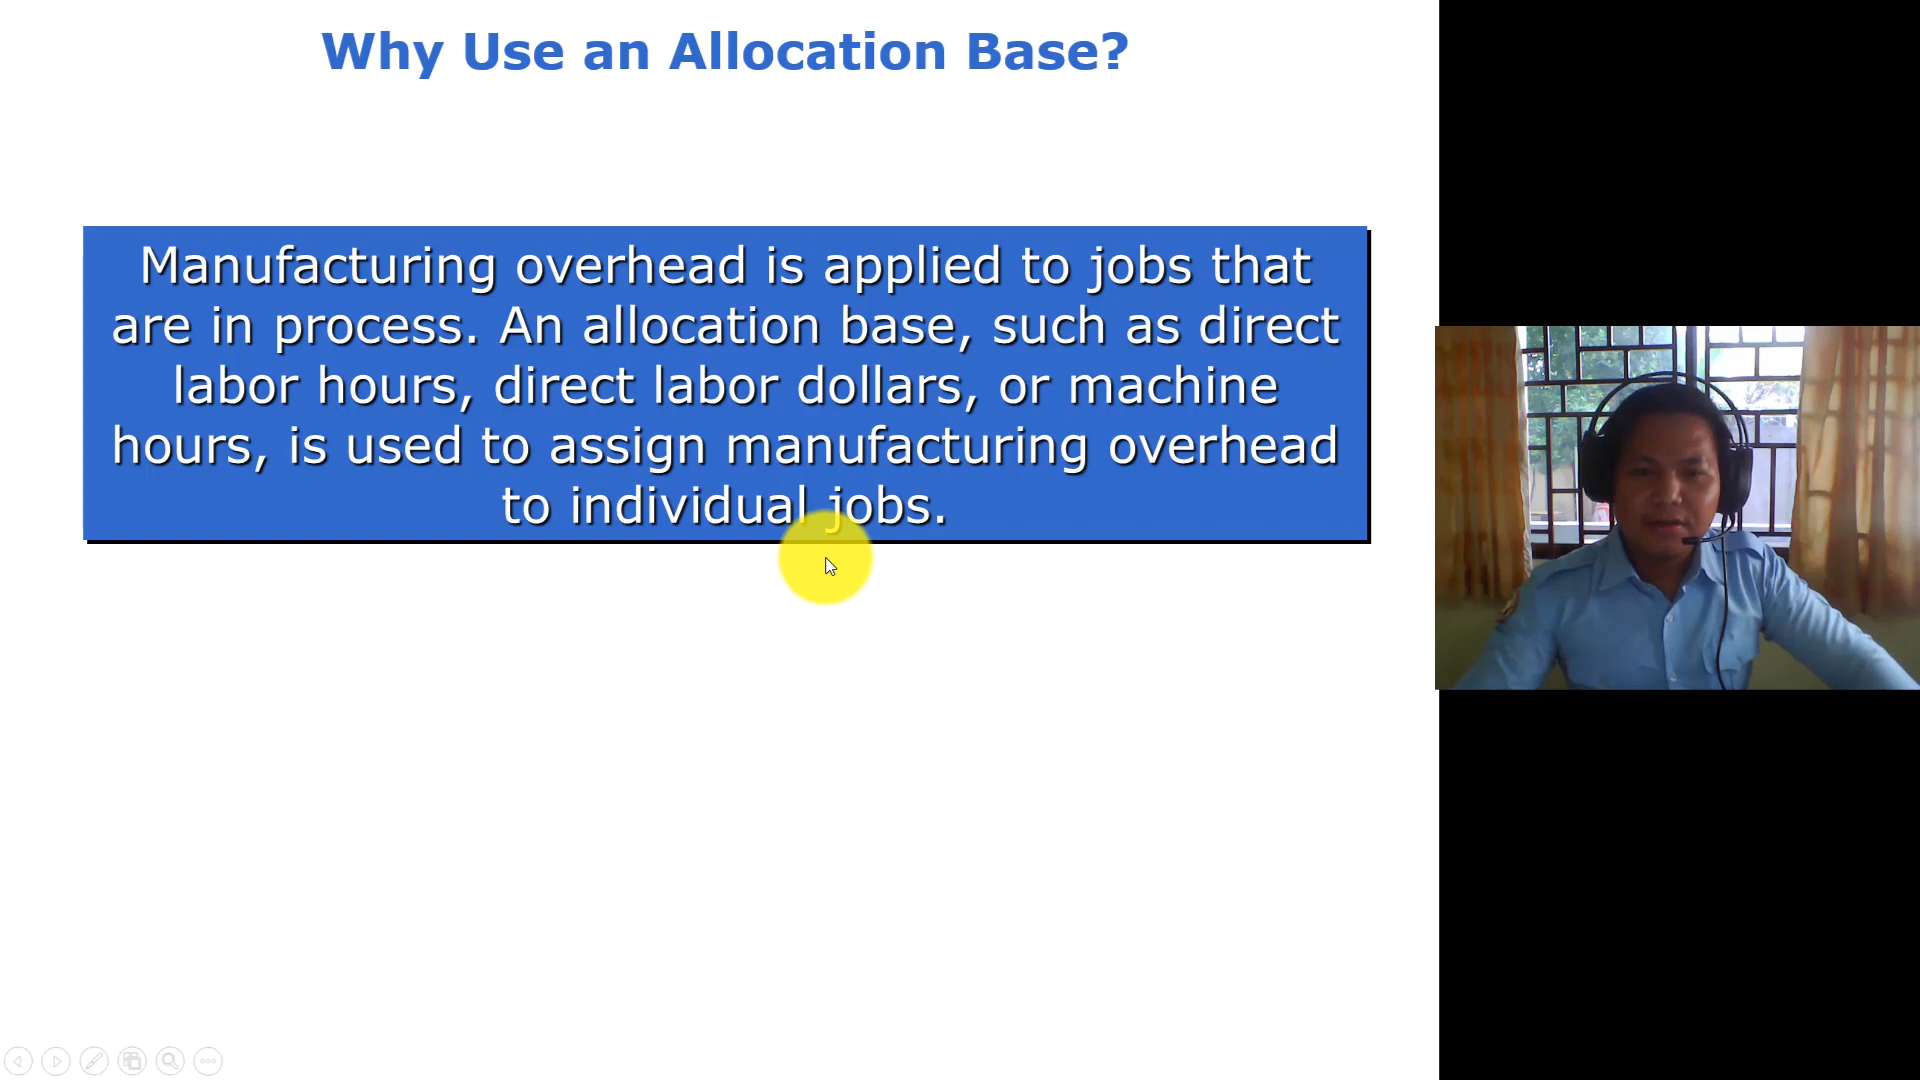 Why Use an Allocation Base?
Manufacturing overhead is applied to jobs that
are in process. An allocation base, such as direct
labor hours, direct labor dollars, or machine
hours, is used to assign manufacturing overhead
to individual jobs.